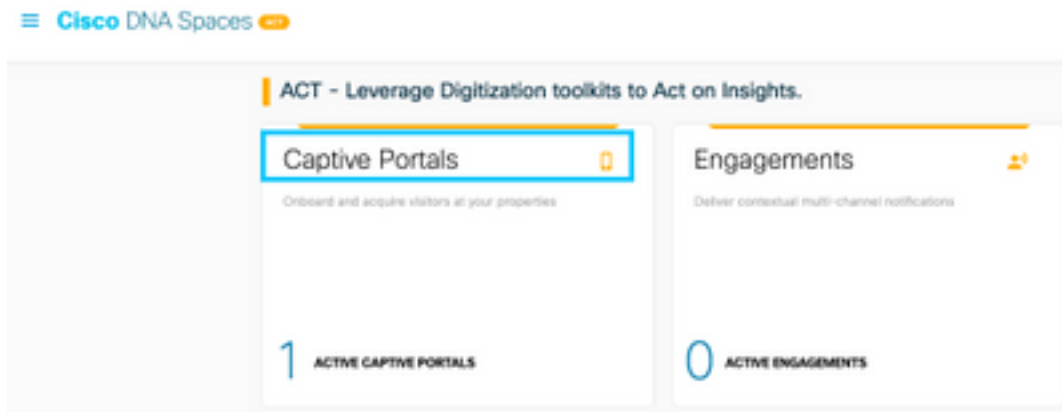 Cisco DNA Spaces ACT
ACT - Leverage Digitization toolkits to Act on Insights.
Captive Portals
Onboard and acquire visitors at your properties
1 ACTIVE CAPTIVE PORTALS
Engagements
Deliver contextual multi-channel notifications
0 ACTIVE ENGAGEMENTS